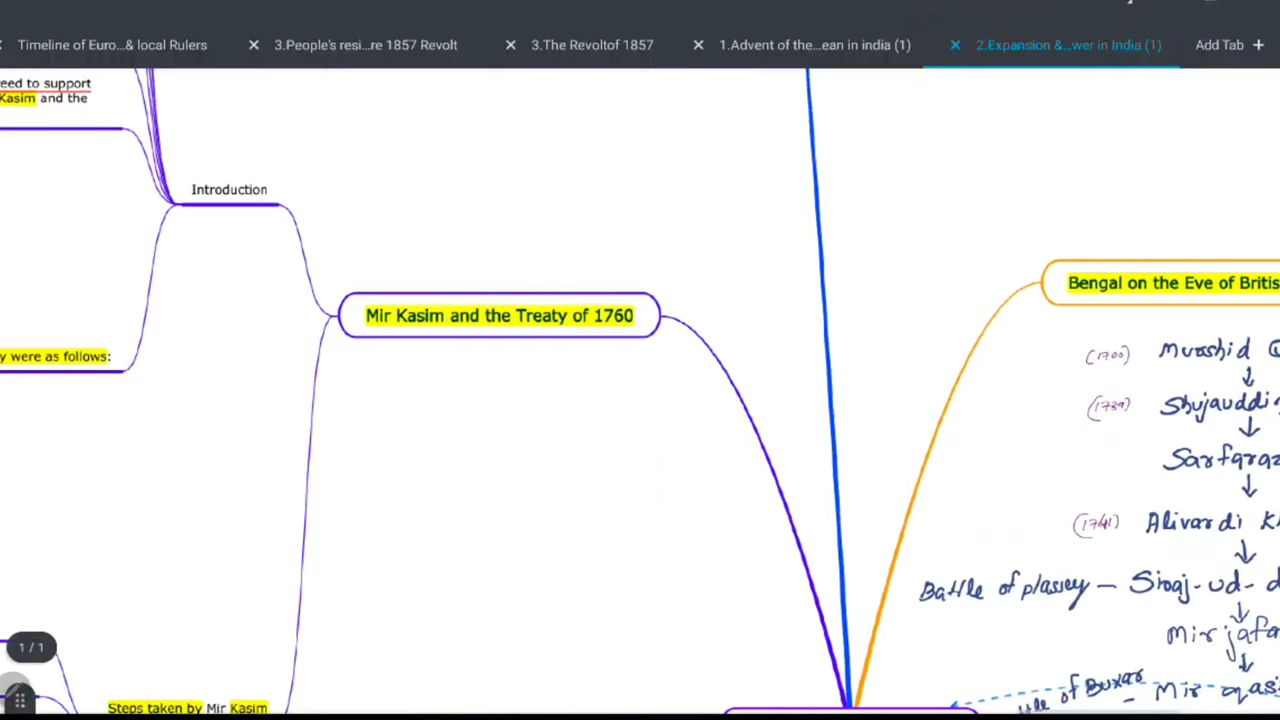 Timeline of Euro...& local Rulers
3.People's resi...re 1857 Revolt
3.The Revoltof 1857
1.Advent of the...ean in india (1)
2.Expansion &...wer in India (1)
Add Tab +
eed to support
Kasim and the
Introduction
Mir Kasim and the Treaty of 1760
y were as follows:
Steps taken by Mir Kasim
1 / 1
Bengal on the Eve of Britis
(1700) Murshid Q
(1739) Shujauddin
Sarfaraz
(1741) Alivardi K
Battle of plassey – Siraj-ud-d
Mir jafa
of Buxar – Mir qasi